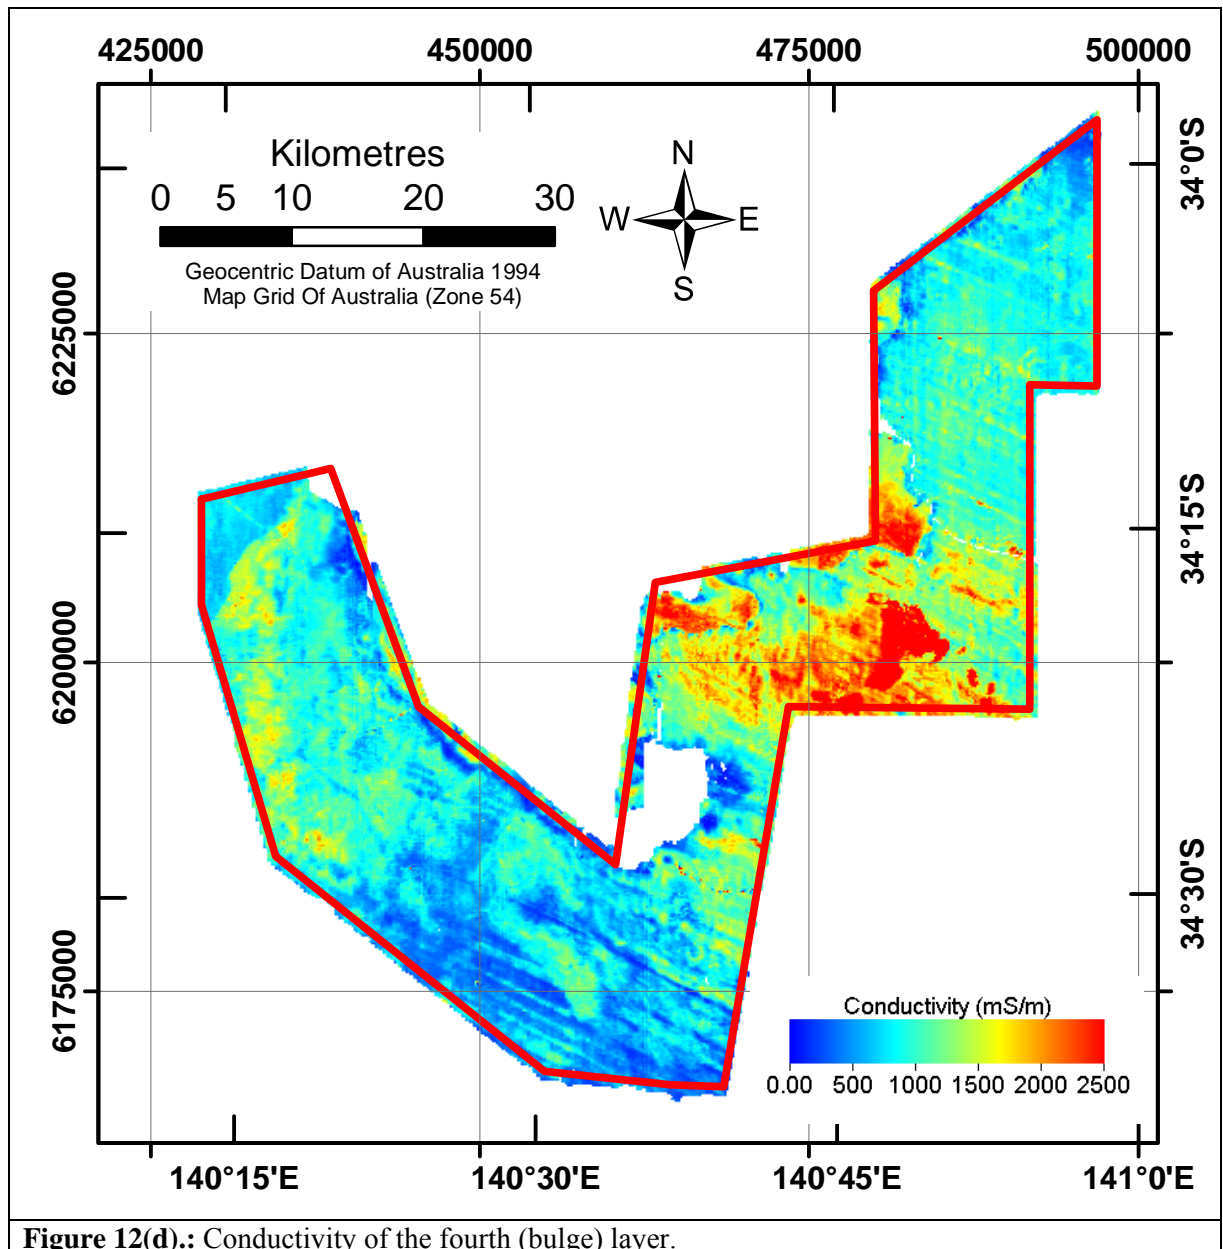 425000 450000 475000 500000
Kilometres
0 5 10 20 30
Geocentric Datum of Australia 1994
Map Grid Of Australia (Zone 54)
N
W E
S
34°0'S
6225000
34°15'S
6200000
34°30'S
6175000
Conductivity (mS/m)
0.00 500 1000 1500 2000 2500
140°15'E 140°30'E 140°45'E 141°0'E
Figure 12(d).: Conductivity of the fourth (bulge) layer.